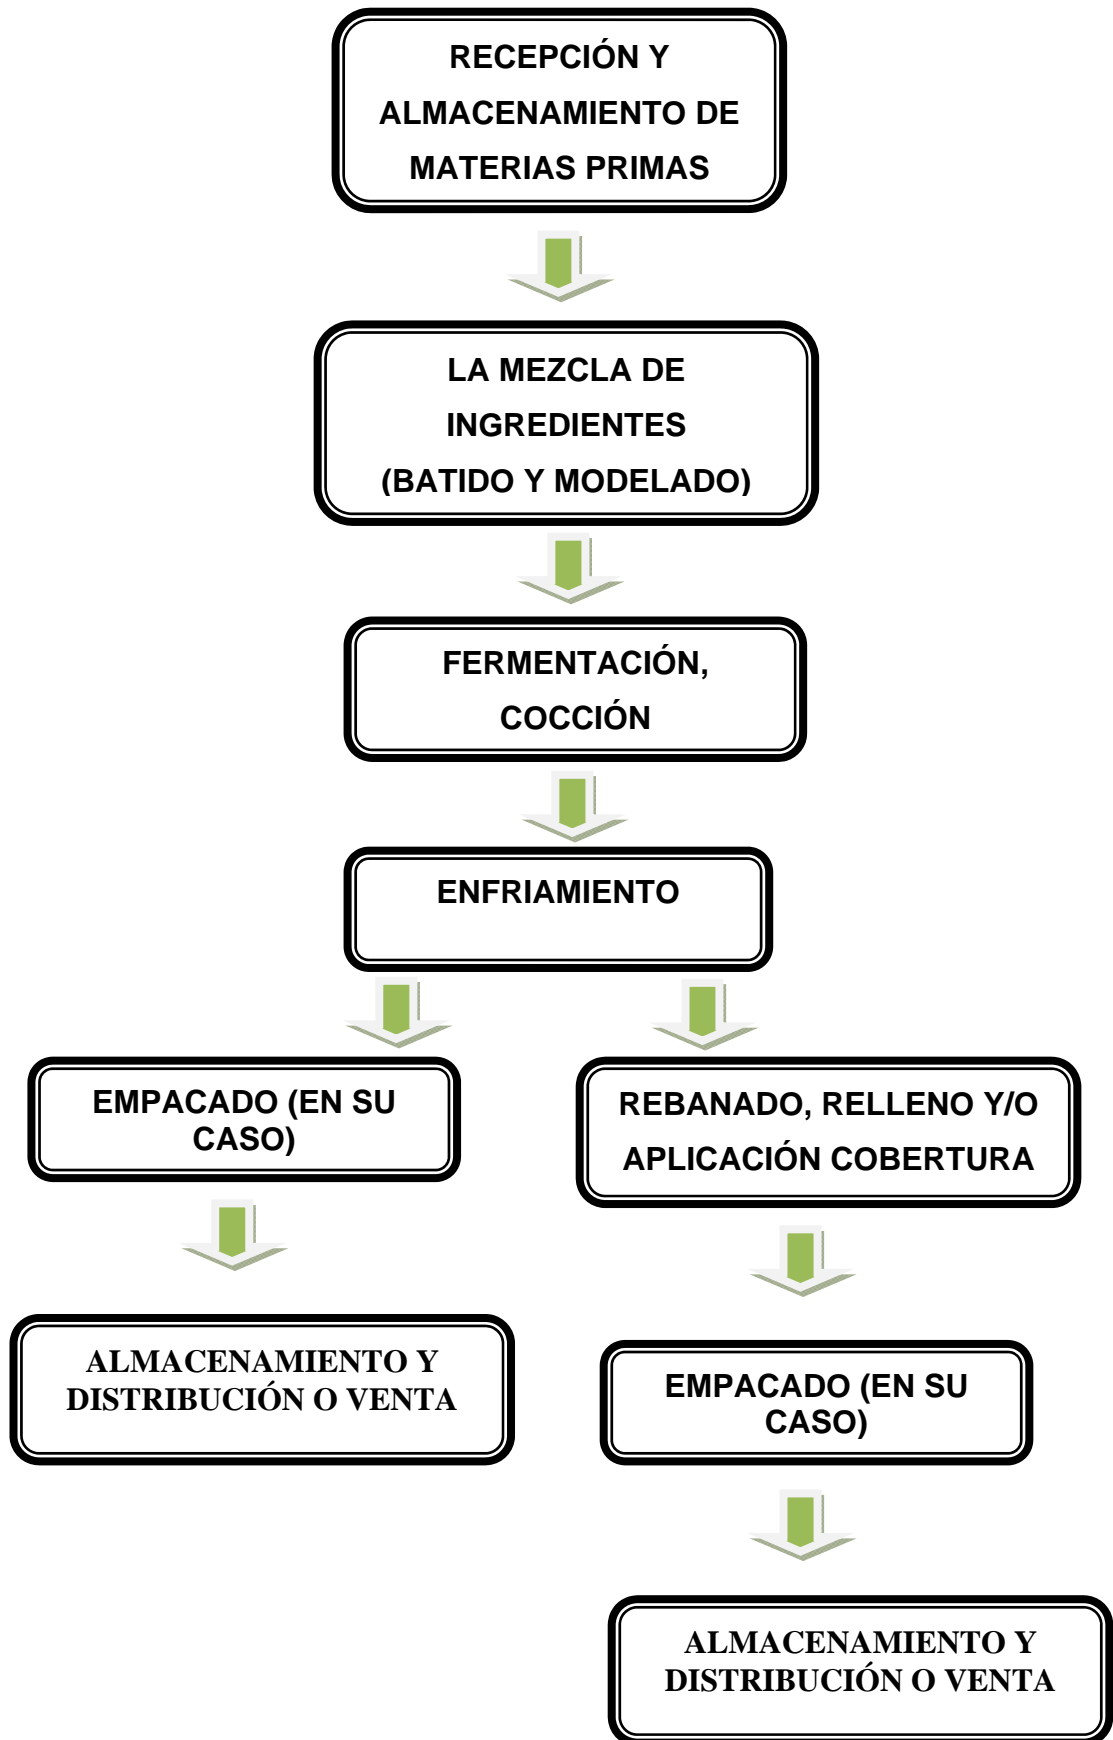 RECEPCIÓN Y
ALMACENAMIENTO DE
MATERIAS PRIMAS
LA MEZCLA DE
INGREDIENTES
(BATIDO Y MODELADO)
FERMENTACIÓN,
COCCIÓN
ENFRIAMIENTO
EMPACADO (EN SU
CASO)
REBANADO, RELLENO Y/O
APLICACIÓN COBERTURA
ALMACENAMIENTO Y
DISTRIBUCIÓN O VENTA
EMPACADO (EN SU
CASO)
ALMACENAMIENTO Y
DISTRIBUCIÓN O VENTA